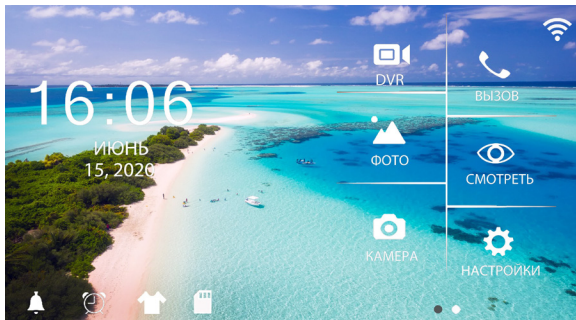 16:06
ИЮНЬ
15, 2020
DVR
ВЫЗОВ
ФОТО
СМОТРЕТЬ
КАМЕРА
НАСТРОЙКИ